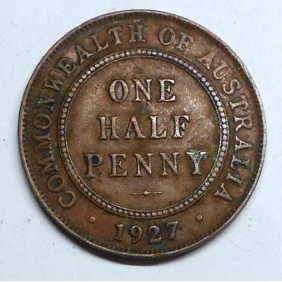 COMMONWEALTH OF AUSTRALIA
ONE
HALF
PENNY
· 1927 ·